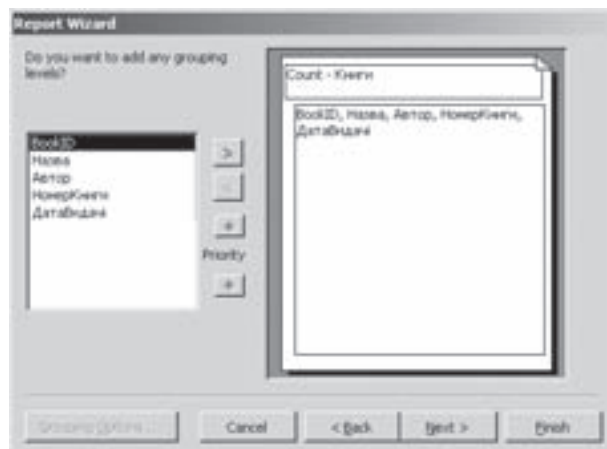 Report Wizard
Do you want to add any grouping
levels?
BookID
Назва
Автор
НомерКниги
ДатаВидачі
>
<
Priority
Count - Книги
BookID, Назва, Автор, НомерКниги,
ДатаВидачі
Grouping Options ...
Cancel
< Back
Next >
Finish